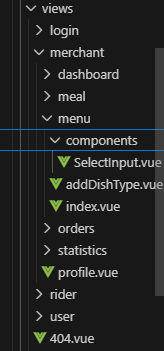 views
login
merchant
dashboard
meal
menu
components
SelectInput.vue
addDishType.vue
index.vue
orders
statistics
profile.vue
rider
user
404.vue